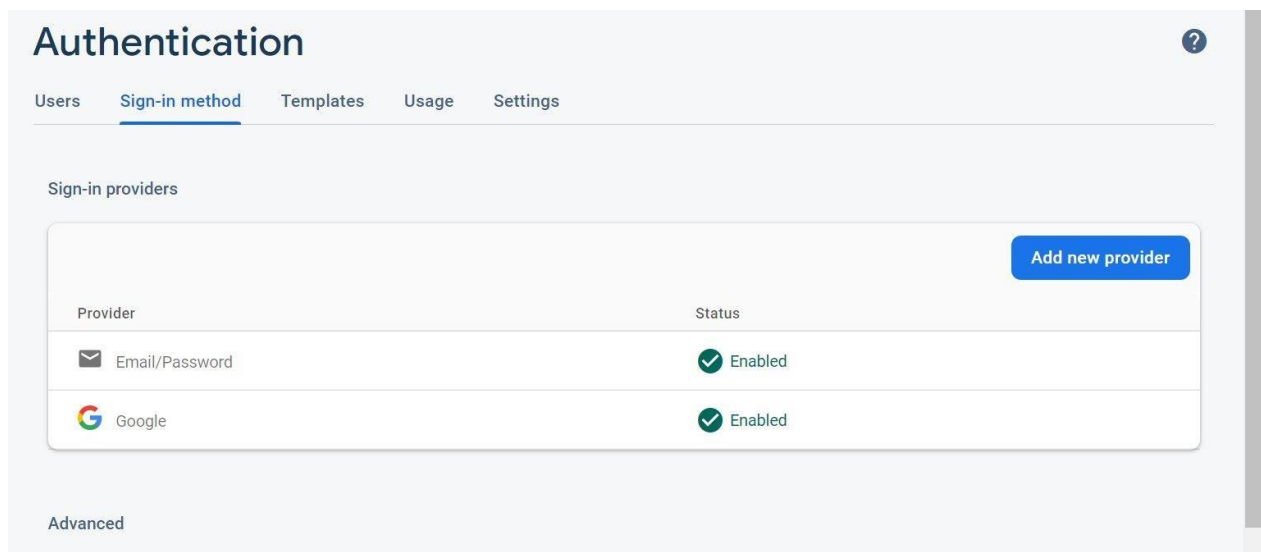 Authentication
?
Users Sign-in method Templates Usage Settings
Sign-in providers
Add new provider
Provider Status
Email/Password Enabled
Google Enabled
Advanced